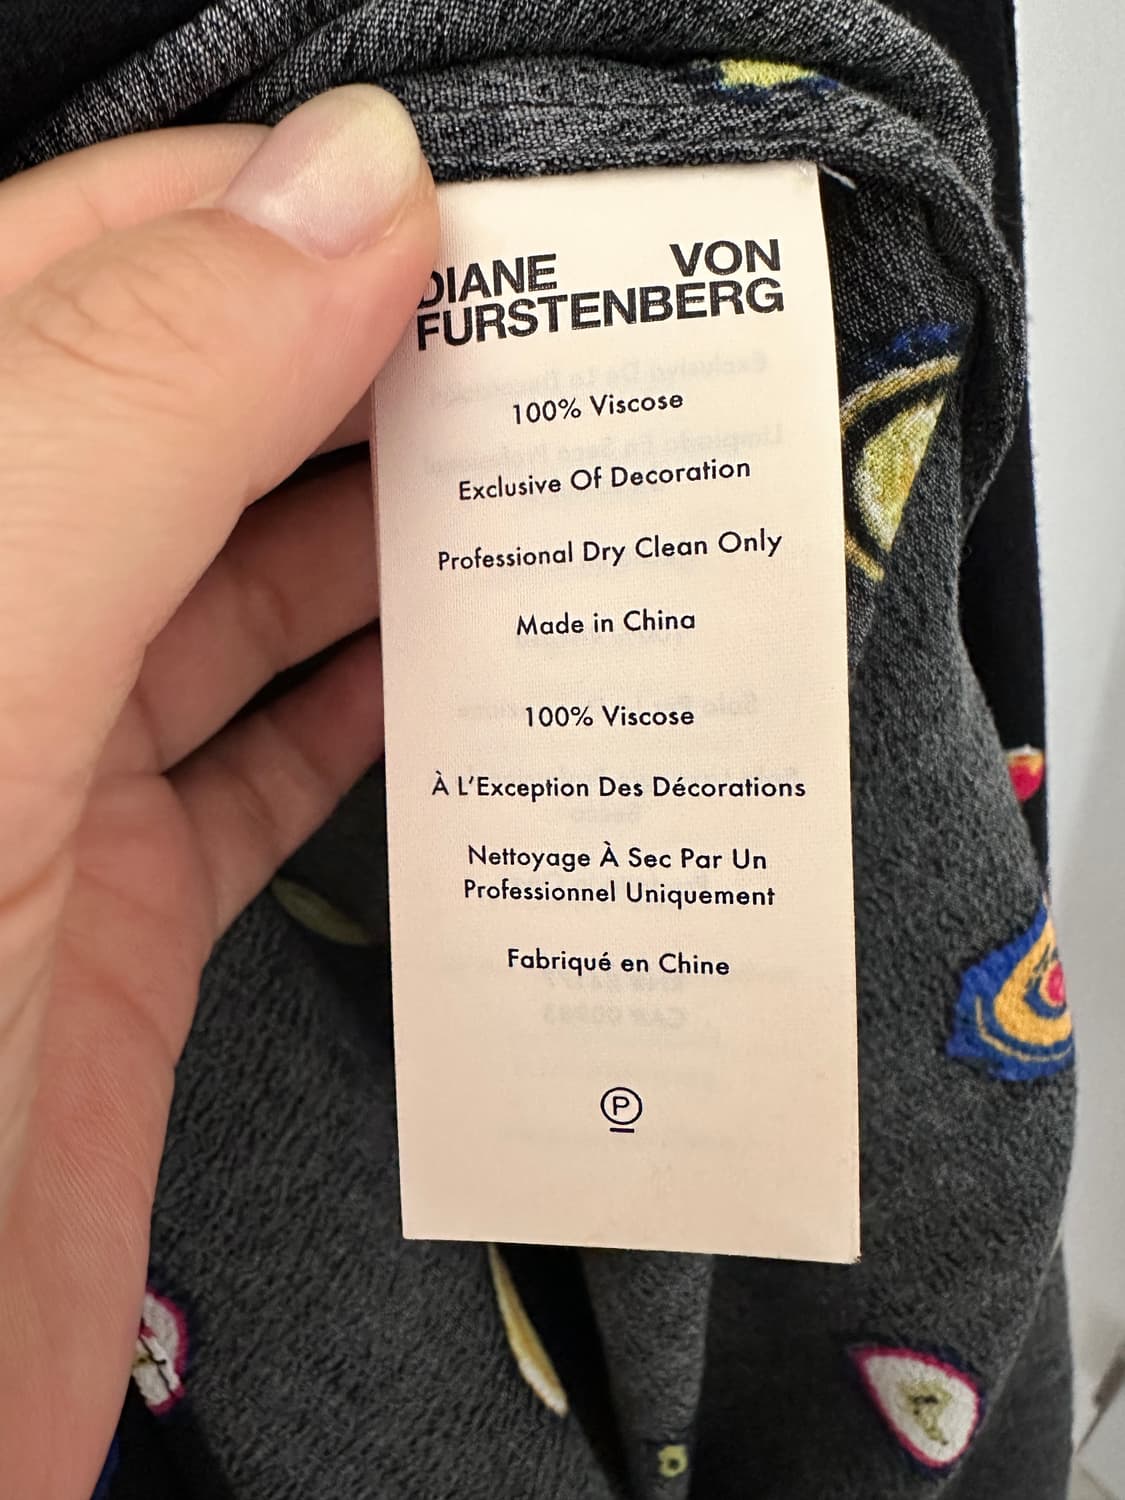 DIANE VON
FURSTENBERG
100% Viscose
Exclusive Of Decoration
Professional Dry Clean Only
Made in China
100% Viscose
À L'Exception Des Décorations
Nettoyage À Sec Par Un
Professionnel Uniquement
Fabriqué en Chine
P